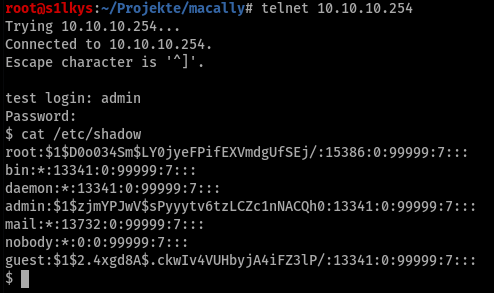 root@s1lkys:~/Projekte/macally# telnet 10.10.10.254
Trying 10.10.10.254...
Connected to 10.10.10.254.
Escape character is '^]'.
test login: admin
Password:
$ cat /etc/shadow
root:$1$D0o034Sm$LY0jyeFPifEXVmdgUfSEj/:15386:0:99999:7:::
bin:*:13341:0:99999:7:::
daemon:*:13341:0:99999:7:::
admin:$1$zjmYPJwV$sPyyytv6tzLCZc1nNACQh0:13341:0:99999:7:::
mail:*:13732:0:99999:7:::
nobody:*:0:0:99999:7:::
guest:$1$2.4xgd8A$.ckwIv4VUHbyjA4iFZ3lP/:13341:0:99999:7:::
$